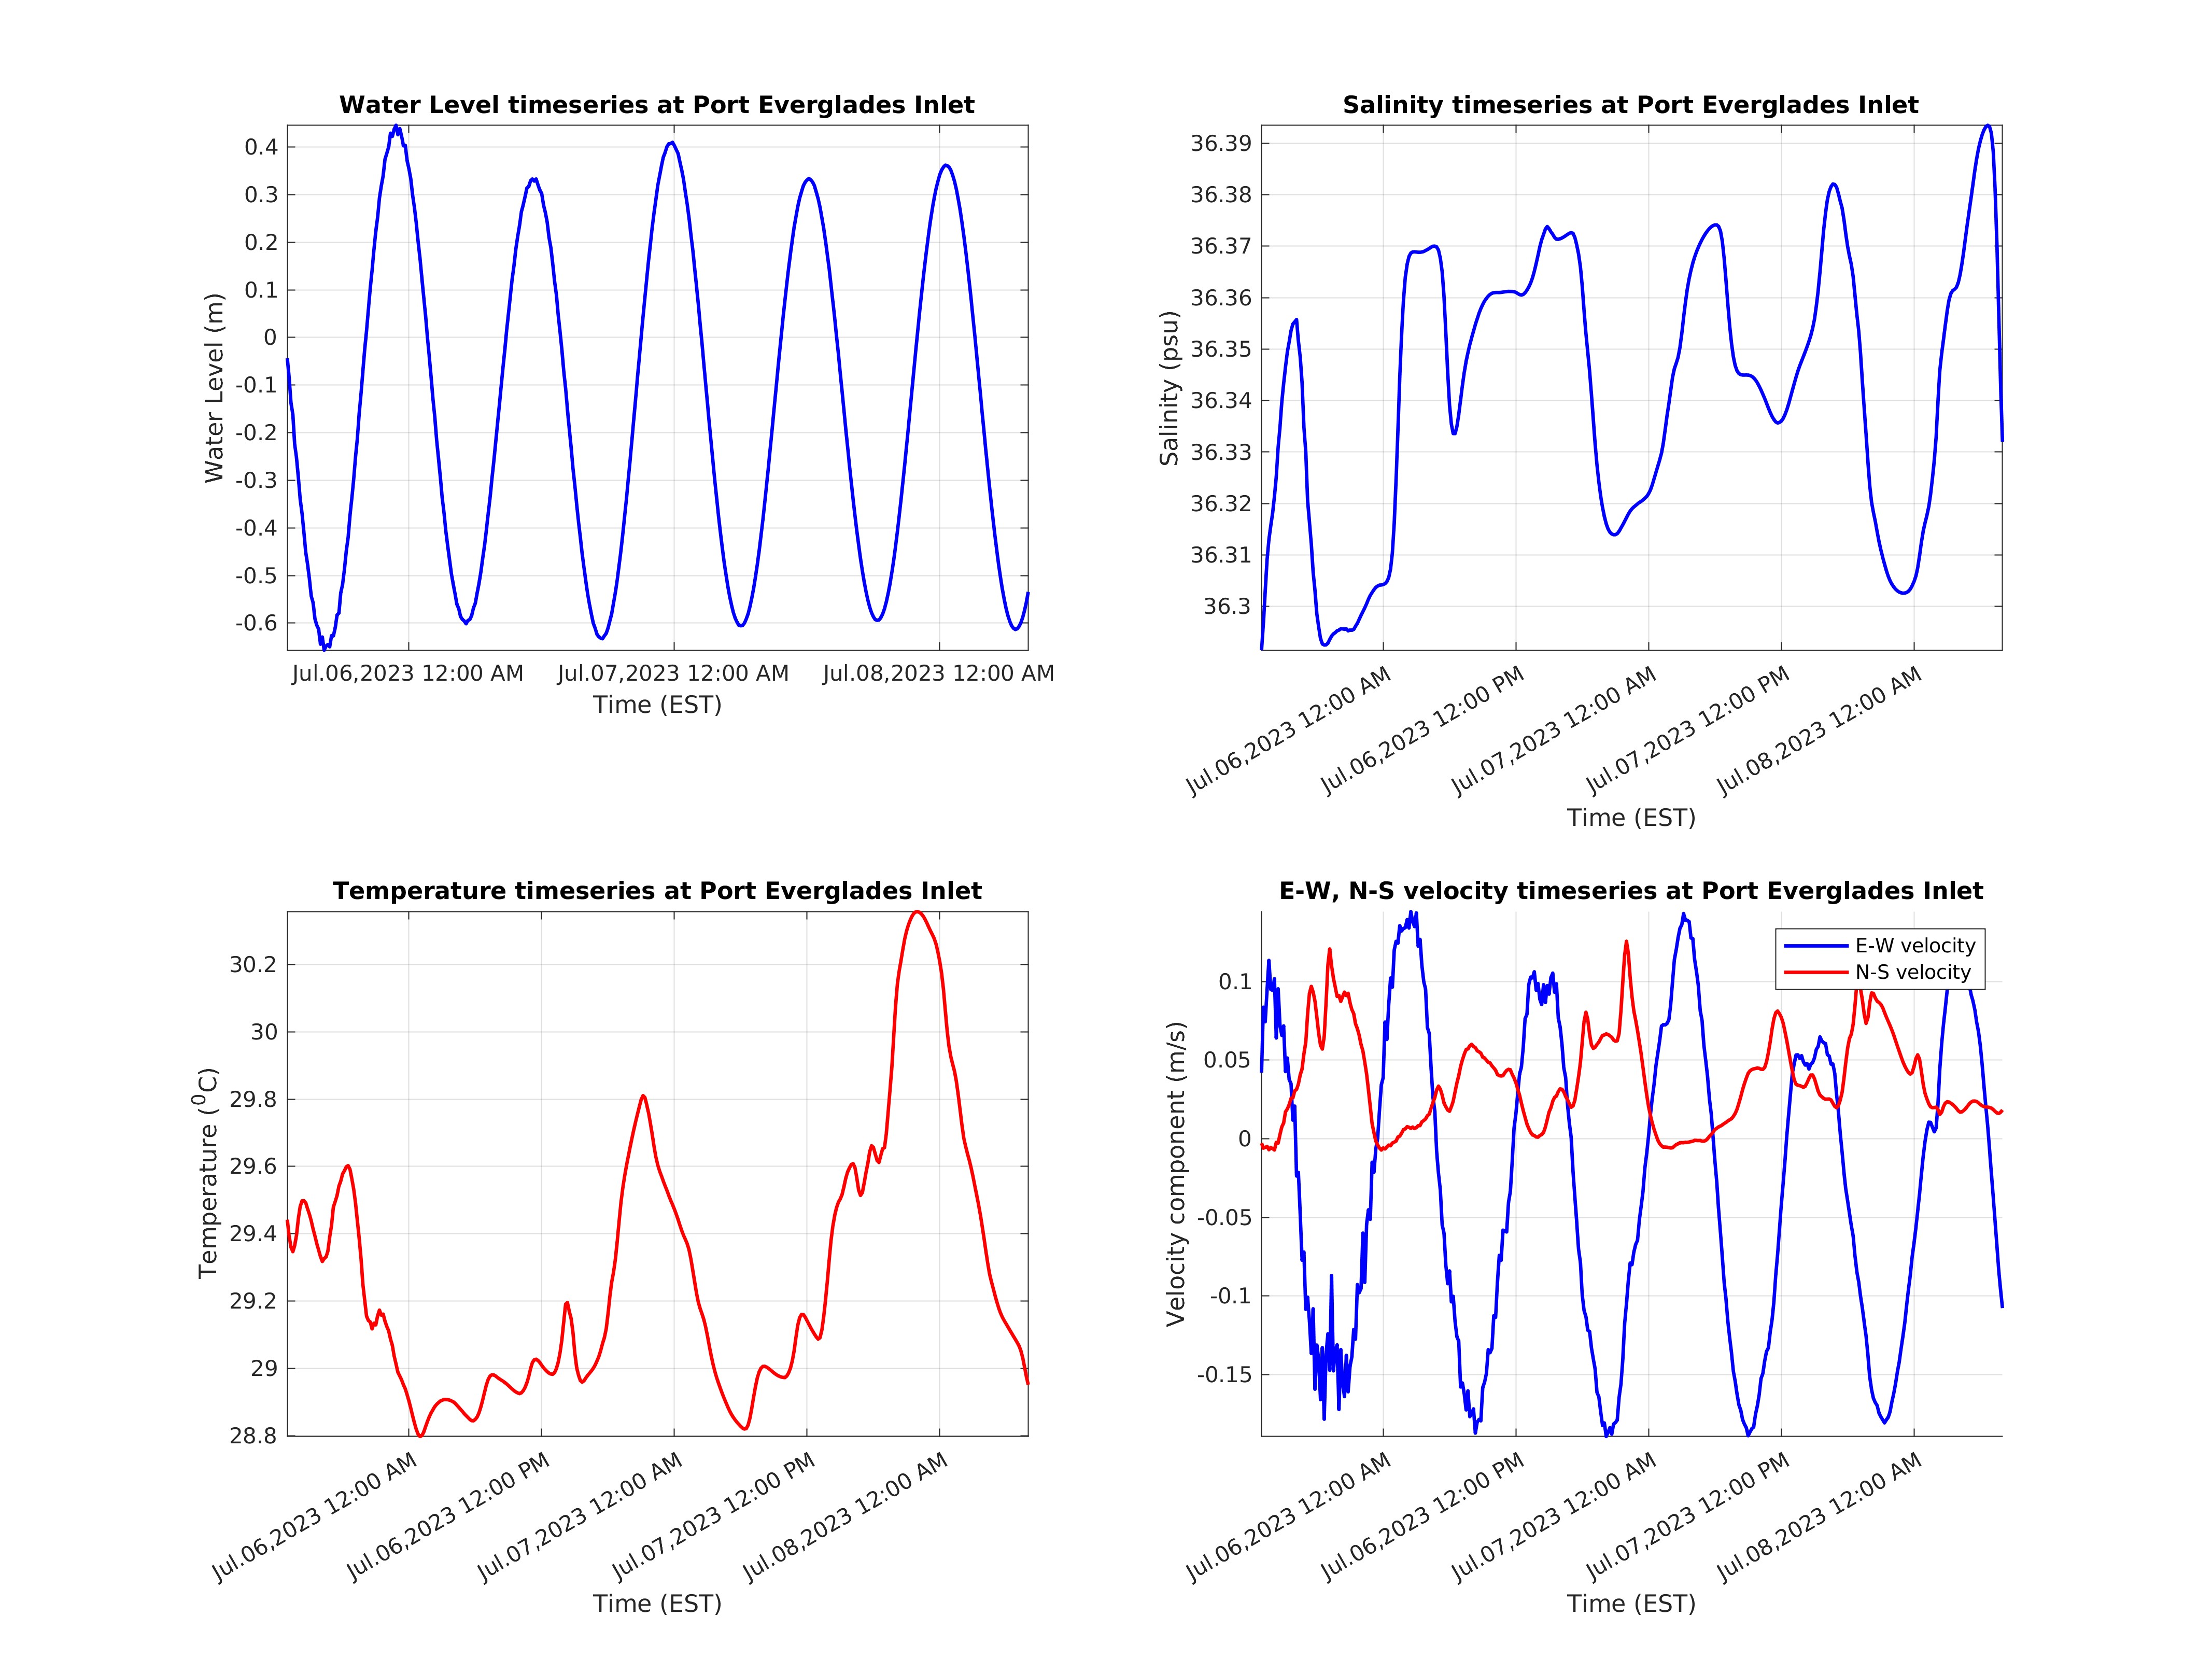 Water Level timeseries at Port Everglades Inlet
Water Level (m)
0.4
0.3
0.2
0.1
0
-0.1
-0.2
-0.3
-0.4
-0.5
-0.6
Jul.06,2023 12:00 AM
Jul.07,2023 12:00 AM
Jul.08,2023 12:00 AM
Time (EST)
Salinity timeseries at Port Everglades Inlet
Salinity (psu)
36.39
36.38
36.37
36.36
36.35
36.34
36.33
36.32
36.31
36.3
Jul.06,2023 12:00 AM
Jul.06,2023 12:00 PM
Jul.07,2023 12:00 AM
Jul.07,2023 12:00 PM
Jul.08,2023 12:00 AM
Time (EST)
Temperature timeseries at Port Everglades Inlet
Temperature (⁰C)
30.2
30
29.8
29.6
29.4
29.2
29
28.8
Jul.06,2023 12:00 AM
Jul.06,2023 12:00 PM
Jul.07,2023 12:00 AM
Jul.07,2023 12:00 PM
Jul.08,2023 12:00 AM
Time (EST)
E-W, N-S velocity timeseries at Port Everglades Inlet
Velocity component (m/s)
0.1
0.05
0
-0.05
-0.1
-0.15
E-W velocity
N-S velocity
Jul.06,2023 12:00 AM
Jul.06,2023 12:00 PM
Jul.07,2023 12:00 AM
Jul.07,2023 12:00 PM
Jul.08,2023 12:00 AM
Time (EST)